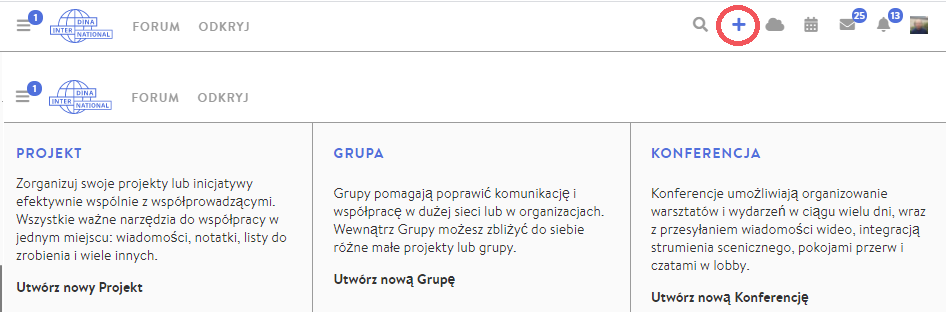 1
DINA
INTER NATIONAL
FORUM
ODKRYJ
25
13
1
DINA
INTER NATIONAL
FORUM
ODKRYJ
PROJEKT
Zorganizuj swoje projekty lub inicjatywy
efektywnie wspólnie z współprowadzącymi.
Wszystkie ważne narzędzia do współpracy w
jednym miejscu: wiadomości, notatki, listy do
zrobienia i wiele innych.
Utwórz nowy Projekt
GRUPA
Grupy pomagają poprawić komunikację i
współpracę w dużej sieci lub w organizacjach.
Wewnątrz Grupy możesz zbliżyć do siebie
różne małe projekty lub grupy.
Utwórz nową Grupę
KONFERENCJA
Konferencje umożliwiają organizowanie
warsztatów i wydarzeń w ciągu wielu dni, wraz
z przesyłaniem wiadomości wideo, integracją
strumienia scenicznego, pokojami przerw i
czatami w lobby.
Utwórz nową Konferencję